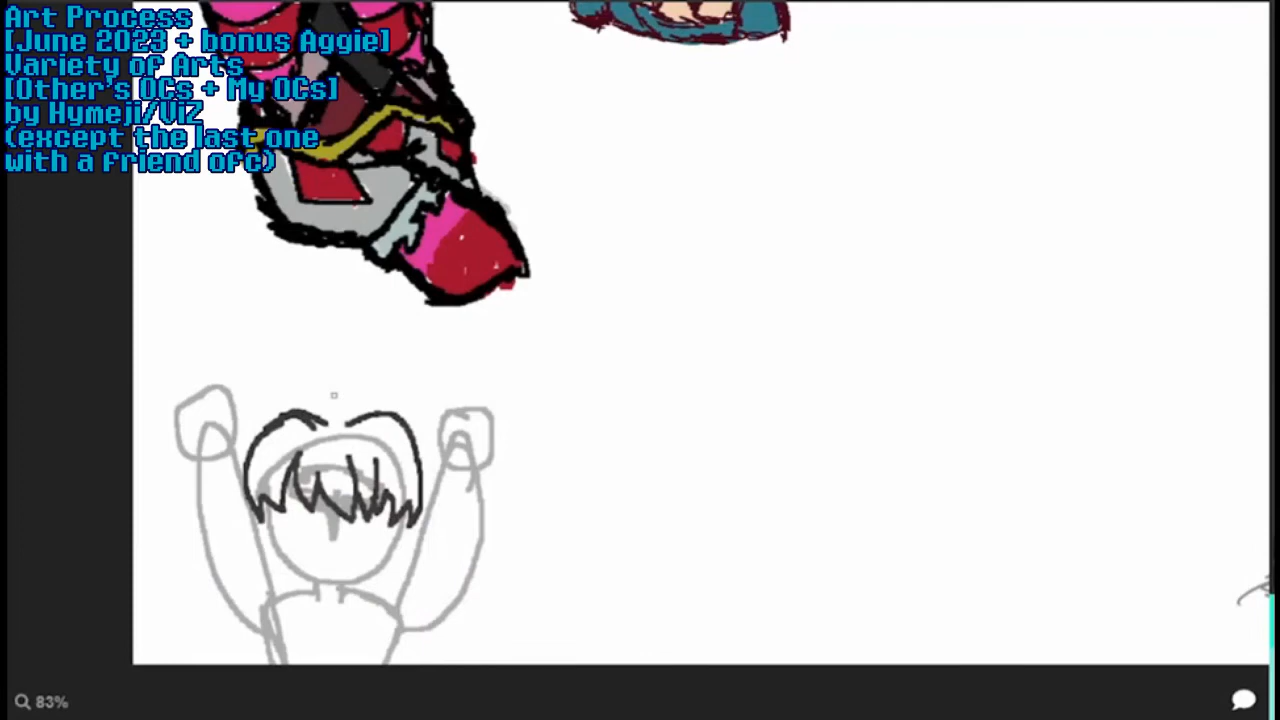 Art Process
[June 2023 + bonus Aggie]
Variety of Arts
[Other's OCs + My OCs]
by Hymeji/ViZ
(except the last one
with a friend ofc)
83%